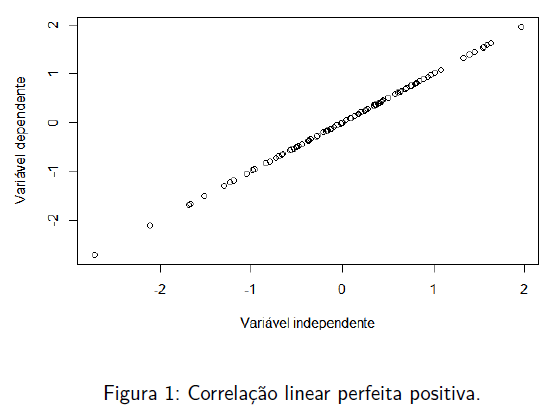 2
1
0
-1
-2
Variável dependente
-2 -1 0 1 2
Variável independente
Figura 1: Correlação linear perfeita positiva.